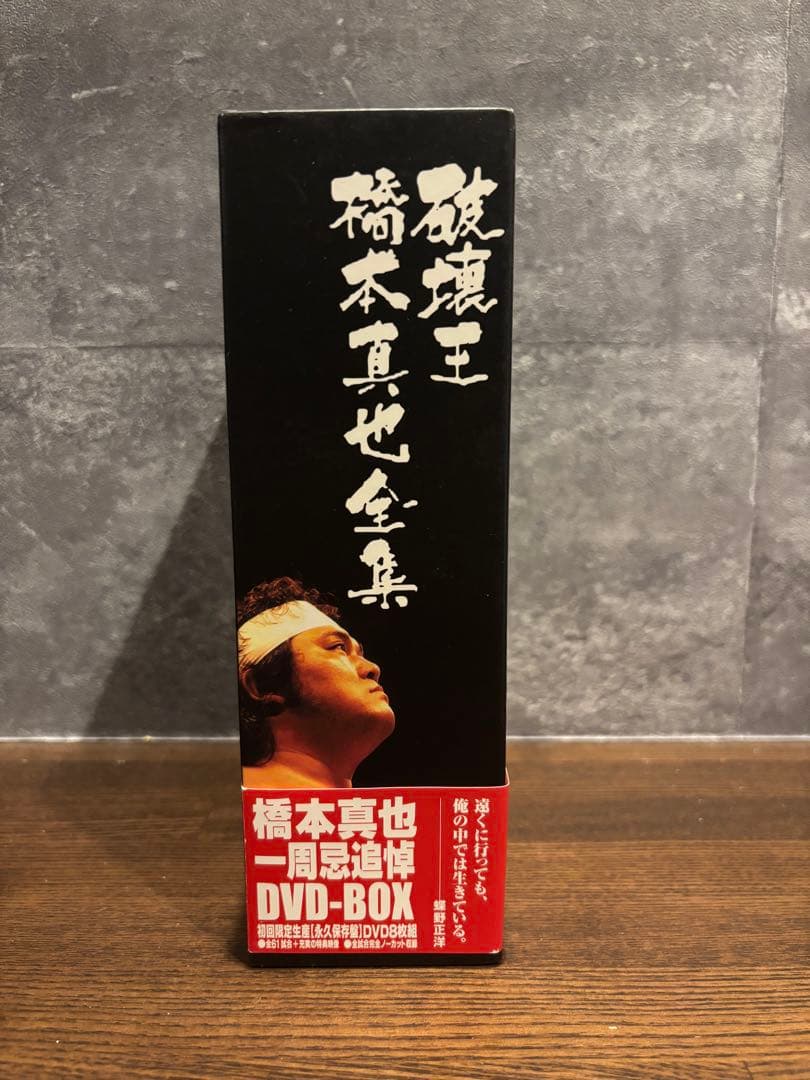 破壊王
橋本真也全集
橋本真也
一周忌追悼
DVD-BOX
初回限定生産[永久保存盤]DVD8枚組
●全61試合+充実の特典映像 ●全試合完全ノーカット収録
遠くに行っても、
俺の中では生きている。
──蝶野正洋